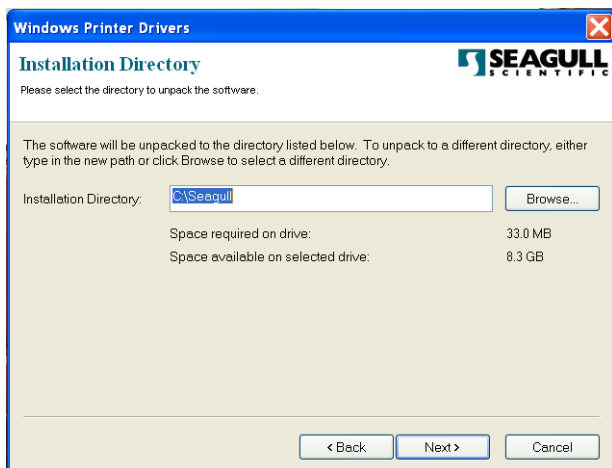 Windows Printer Drivers
Installation Directory
SEAGULL
SCIENTIFIC
Please select the directory to unpack the software.
The software will be unpacked to the directory listed below. To unpack to a different directory, either
type in the new path or click Browse to select a different directory.
Installation Directory: C:\Seagull Browse...
Space required on drive: 33.0 MB
Space available on selected drive: 8.3 GB
< Back Next > Cancel